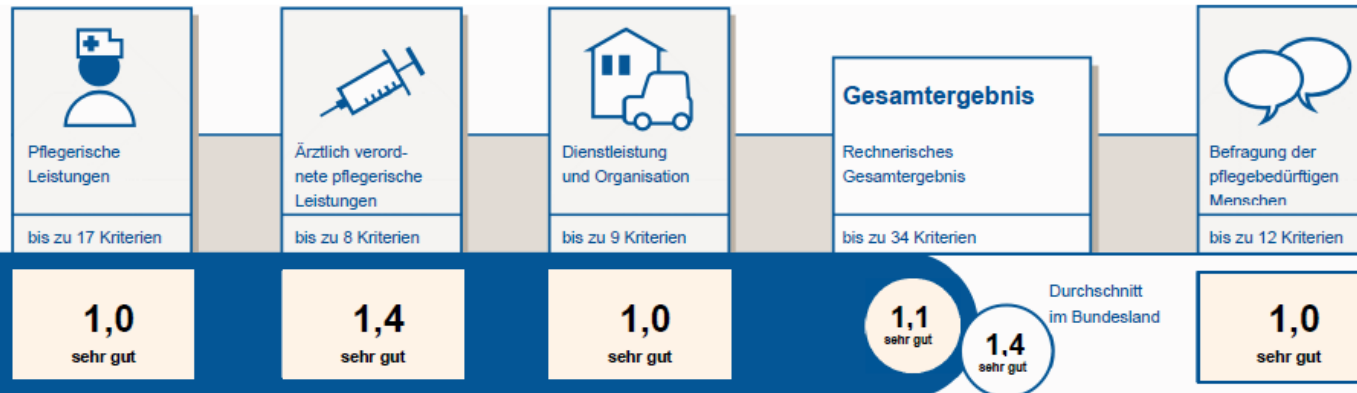 Pflegerische
Leistungen
bis zu 17 Kriterien
1,0
sehr gut
Ärztlich verord-
nete pflegerische
Leistungen
bis zu 8 Kriterien
1,4
sehr gut
Dienstleistung
und Organisation
bis zu 9 Kriterien
1,0
sehr gut
Gesamtergebnis
Rechnerisches
Gesamtergebnis
bis zu 34 Kriterien
1,1
sehr gut
Durchschnitt
im Bundesland
1,4
sehr gut
Befragung der
pflegebedürftigen
Menschen
bis zu 12 Kriterien
1,0
sehr gut